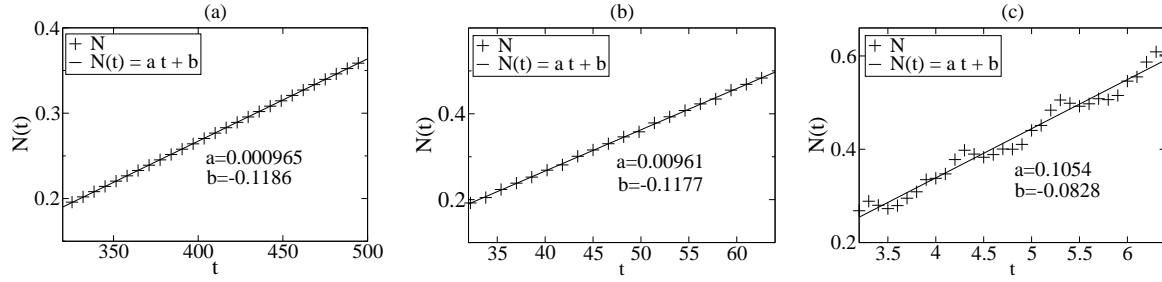 (a)
N(t)
0.4
0.3
0.2
+ N
— N(t) = a t + b
a=0.000965
b=-0.1186
350 400 450 500
t
(b)
N(t)
0.4
0.2
+ N
— N(t) = a t + b
a=0.00961
b=-0.1177
35 40 45 50 55 60
t
(c)
N(t)
0.6
0.4
0.2
+ N
— N(t) = a t + b
a=0.1054
b=-0.0828
3.5 4 4.5 5 5.5 6
t